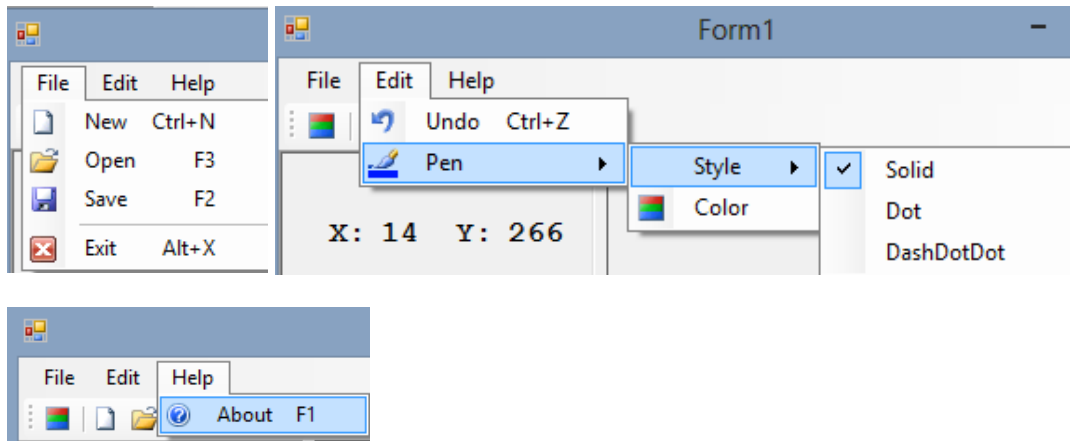 File Edit Help
New Ctrl+N
Open F3
Save F2
Exit Alt+X
Form1
File Edit Help
Undo Ctrl+Z
Pen
Style
Color
Solid
Dot
DashDotDot
X: 14 Y: 266
File Edit Help
About F1